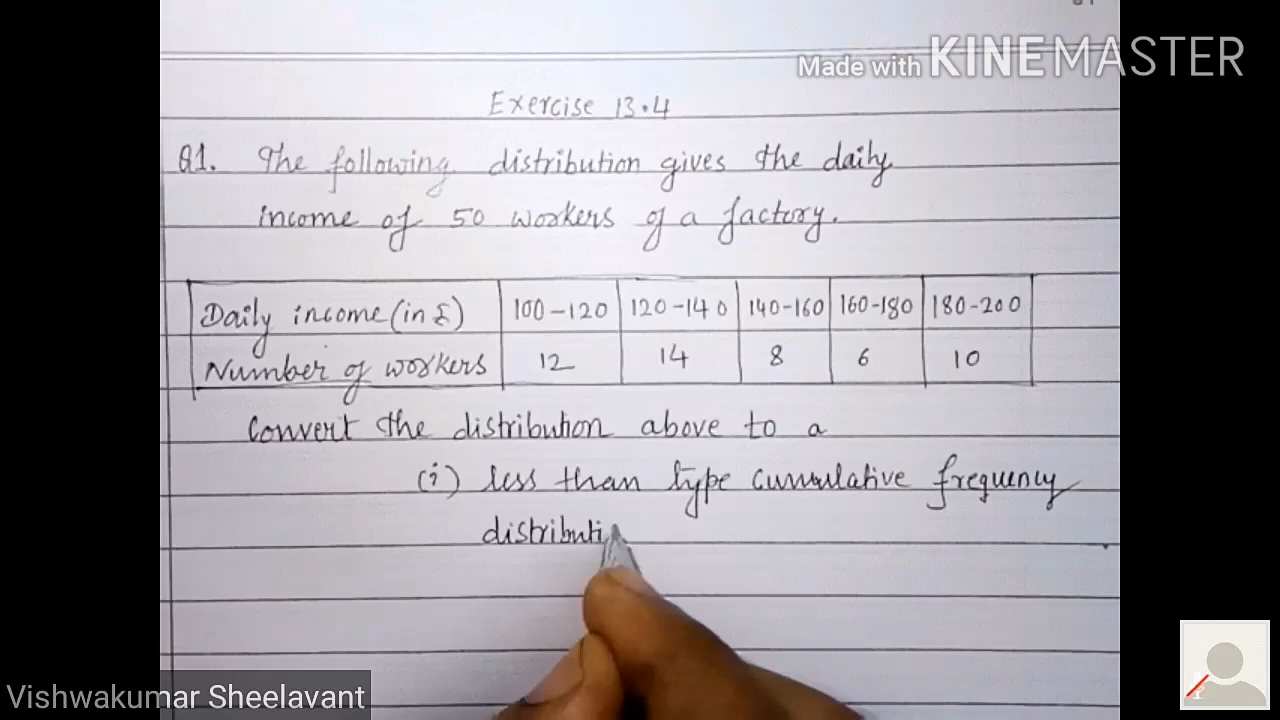 Made with KINEMASTER
Exercise 13.4
Q1. The following distribution gives the daily
income of 50 workers of a factory.
Daily income (in ₹) 100-120 120-140 140-160 160-180 180-200
Number of workers 12 14 8 6 10
Convert the distribution above to a
(i) less than type cumulative frequency
distributi
Vishwakumar Sheelavant